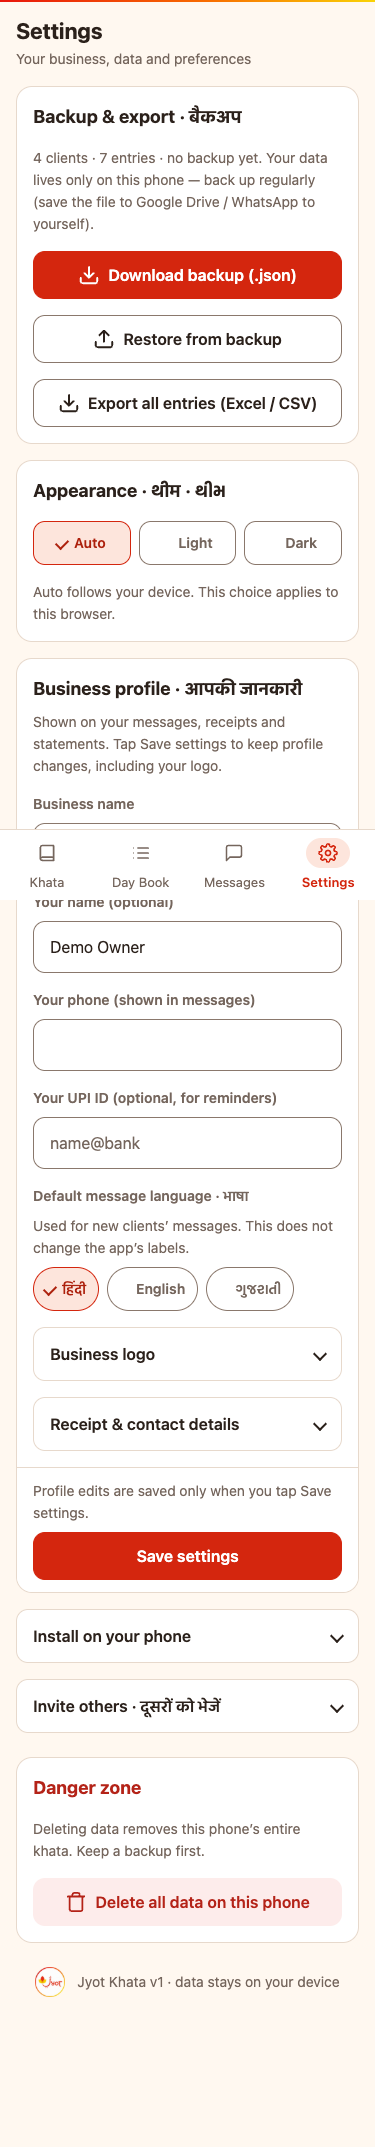 Settings
Your business, data and preferences
Backup & export · बैकअप
4 clients · 7 entries · no backup yet. Your data
lives only on this phone — back up regularly
(save the file to Google Drive / WhatsApp to
yourself).
Download backup (.json)
Restore from backup
Export all entries (Excel / CSV)
Appearance · थीम · થીમ
Auto
Light
Dark
Auto follows your device. This choice applies to
this browser.
Business profile · आपकी जानकारी
Shown on your messages, receipts and
statements. Tap Save settings to keep profile
changes, including your logo.
Business name
Khata
Day Book
Messages
Settings
Your name (optional)
Demo Owner
Your phone (shown in messages)
Your UPI ID (optional, for reminders)
name@bank
Default message language · भाषा
Used for new clients’ messages. This does not
change the app’s labels.
हिंदी
English
ગુજરાતી
Business logo
Receipt & contact details
Profile edits are saved only when you tap Save
settings.
Save settings
Install on your phone
Invite others · दूसरों को भेजें
Danger zone
Deleting data removes this phone’s entire
khata. Keep a backup first.
Delete all data on this phone
Jyot
Jyot Khata v1 · data stays on your device